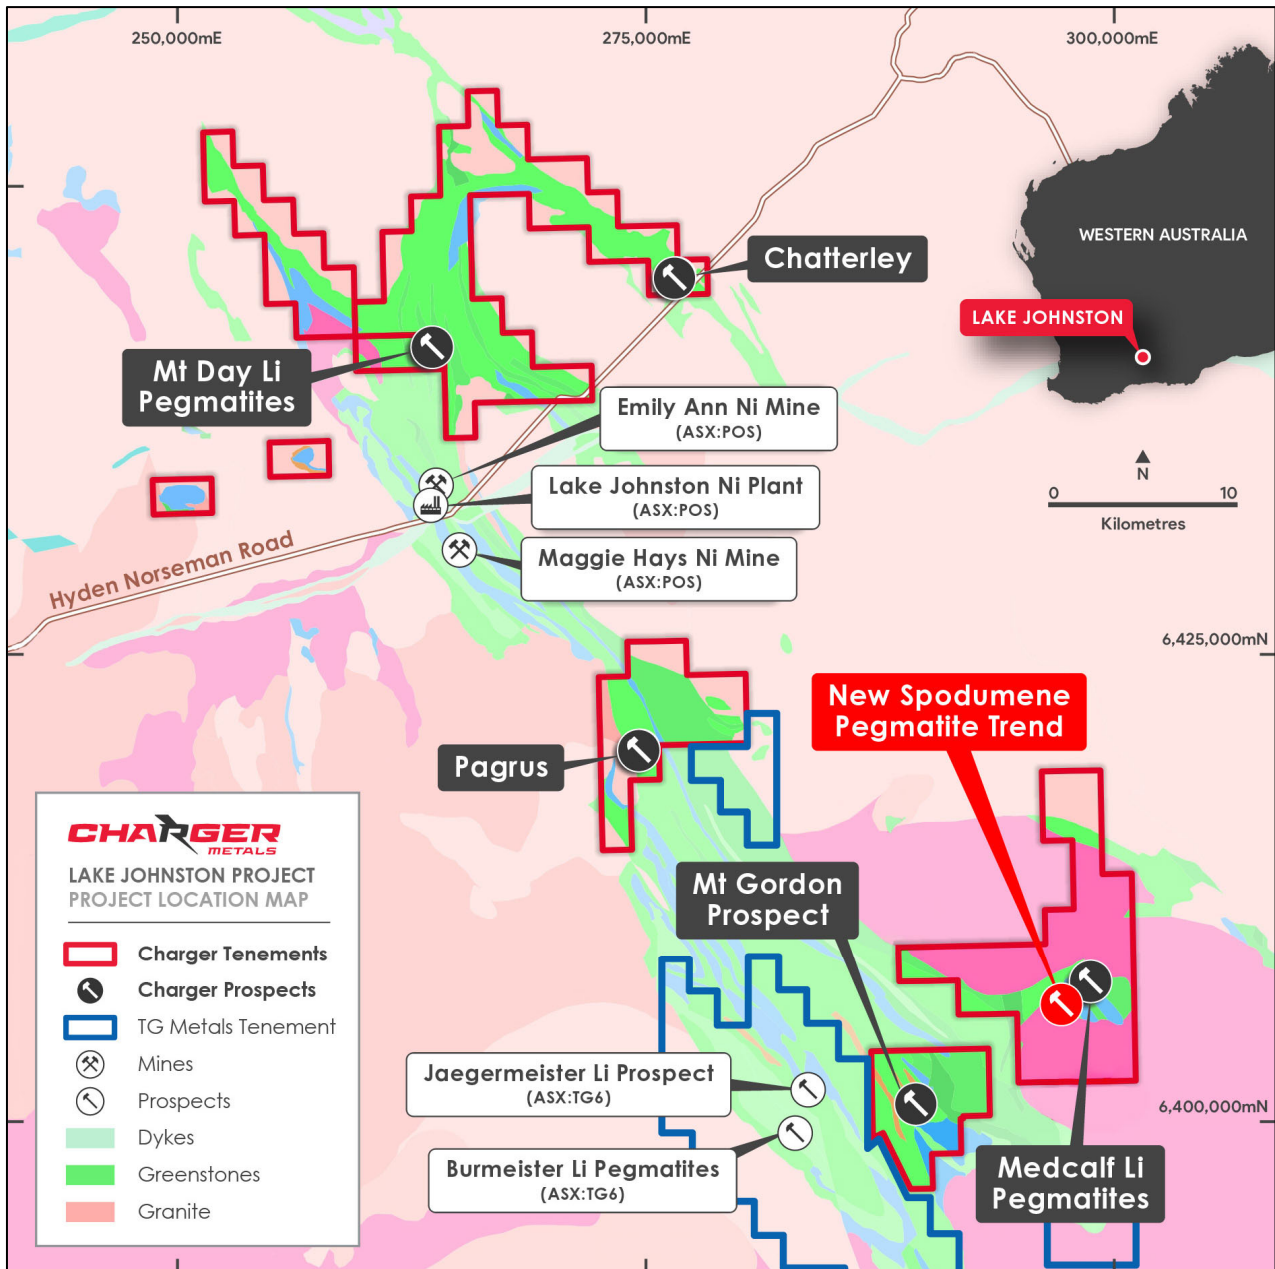 250,000mE
275,000mE
300,000mE
WESTERN AUSTRALIA
Chatterley
LAKE JOHNSTON
Mt Day Li
Pegmatites
Emily Ann Ni Mine
(ASX:POS)
N
0 10
Kilometres
Lake Johnston Ni Plant
(ASX:POS)
Hyden Norseman Road
Maggie Hays Ni Mine
(ASX:POS)
6,425,000mN
New Spodumene
Pegmatite Trend
Pagrus
CHARGER
METALS
LAKE JOHNSTON PROJECT
PROJECT LOCATION MAP
Charger Tenements
Charger Prospects
TG Metals Tenement
Mines
Prospects
Dykes
Greenstones
Granite
Mt Gordon
Prospect
Jaegermeister Li Prospect
(ASX:TG6)
6,400,000mN
Burmeister Li Pegmatites
(ASX:TG6)
Medcalf Li
Pegmatites